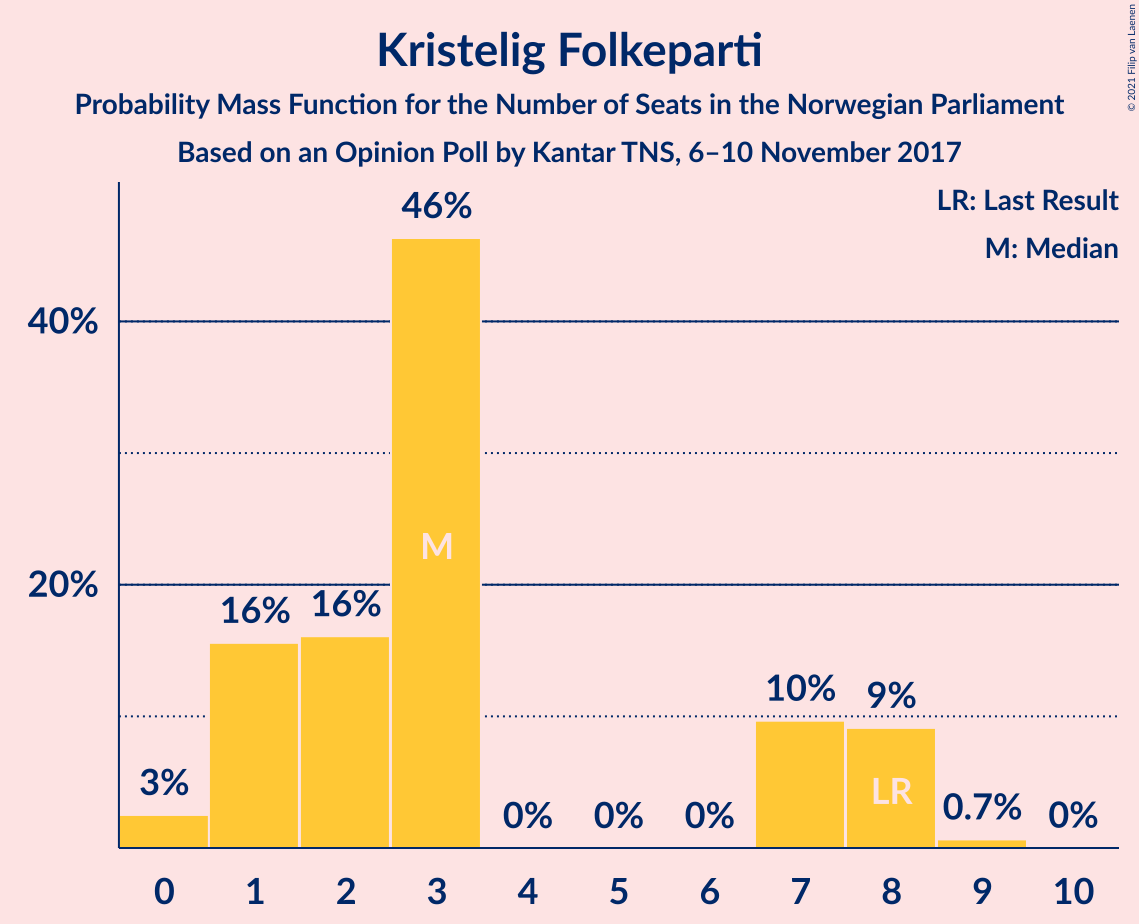 Kristelig Folkeparti
Probability Mass Function for the Number of Seats in the Norwegian Parliament
Based on an Opinion Poll by Kantar TNS, 6–10 November 2017
© 2021 Filip van Laenen
LR: Last Result
M: Median
46%
40%
M
20%
16% 16%
10% 9%
3% LR
0% 0% 0% 0.7% 0%
0 1 2 3 4 5 6 7 8 9 10